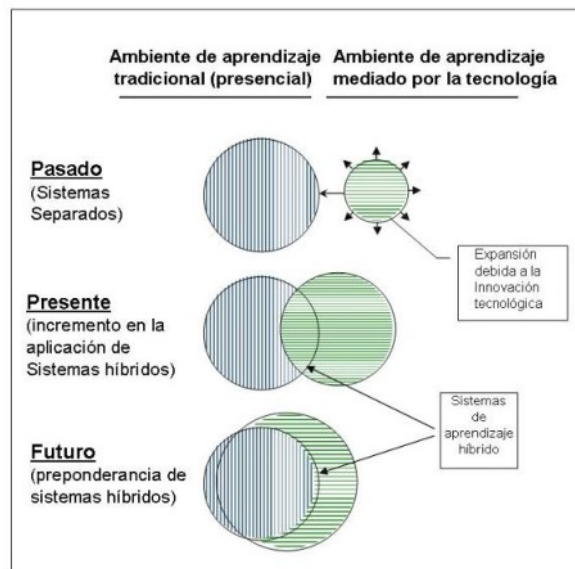 Ambiente de aprendizaje
tradicional (presencial)
Ambiente de aprendizaje
mediado por la tecnología
Pasado
(Sistemas
Separados)
Expansión
debida a la
Innovación
tecnológica
Presente
(incremento en la
aplicación de
Sistemas híbridos)
Sistemas
de
aprendizaje
híbrido
Futuro
(preponderancia de
sistemas híbridos)